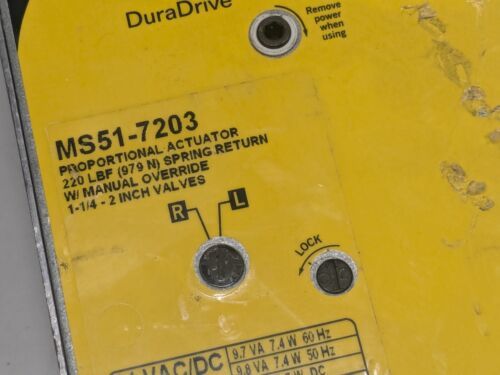 DuraDrive
Remove
power
when
using
MS51-7203
PROPORTIONAL ACTUATOR
220 LBF (979 N) SPRING RETURN
W/ MANUAL OVERRIDE
1-1/4 - 2 INCH VALVES
R L
LOCK
VAC/DC
9.7 VA 7.4 W 60 Hz
9.8 VA 7.4 W 50 Hz
W DC